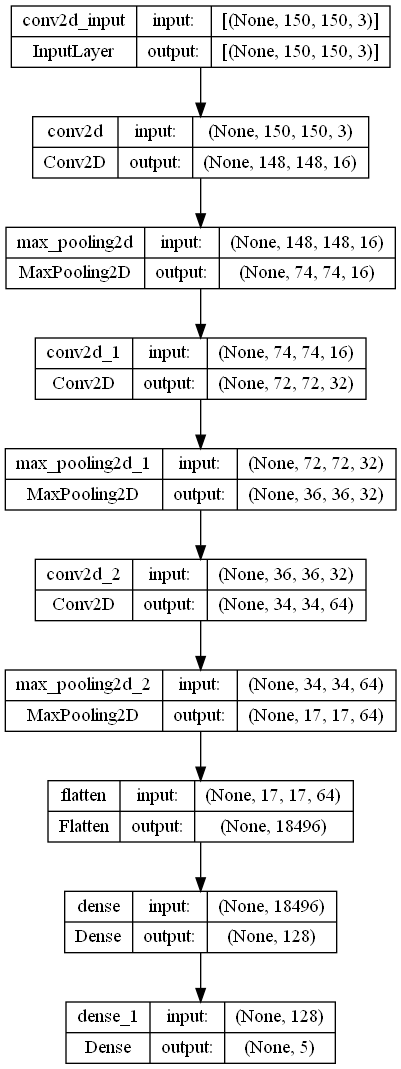 conv2d_input input: [(None, 150, 150, 3)]
InputLayer output: [(None, 150, 150, 3)]
conv2d input: (None, 150, 150, 3)
Conv2D output: (None, 148, 148, 16)
max_pooling2d input: (None, 148, 148, 16)
MaxPooling2D output: (None, 74, 74, 16)
conv2d_1 input: (None, 74, 74, 16)
Conv2D output: (None, 72, 72, 32)
max_pooling2d_1 input: (None, 72, 72, 32)
MaxPooling2D output: (None, 36, 36, 32)
conv2d_2 input: (None, 36, 36, 32)
Conv2D output: (None, 34, 34, 64)
max_pooling2d_2 input: (None, 34, 34, 64)
MaxPooling2D output: (None, 17, 17, 64)
flatten input: (None, 17, 17, 64)
Flatten output: (None, 18496)
dense input: (None, 18496)
Dense output: (None, 128)
dense_1 input: (None, 128)
Dense output: (None, 5)